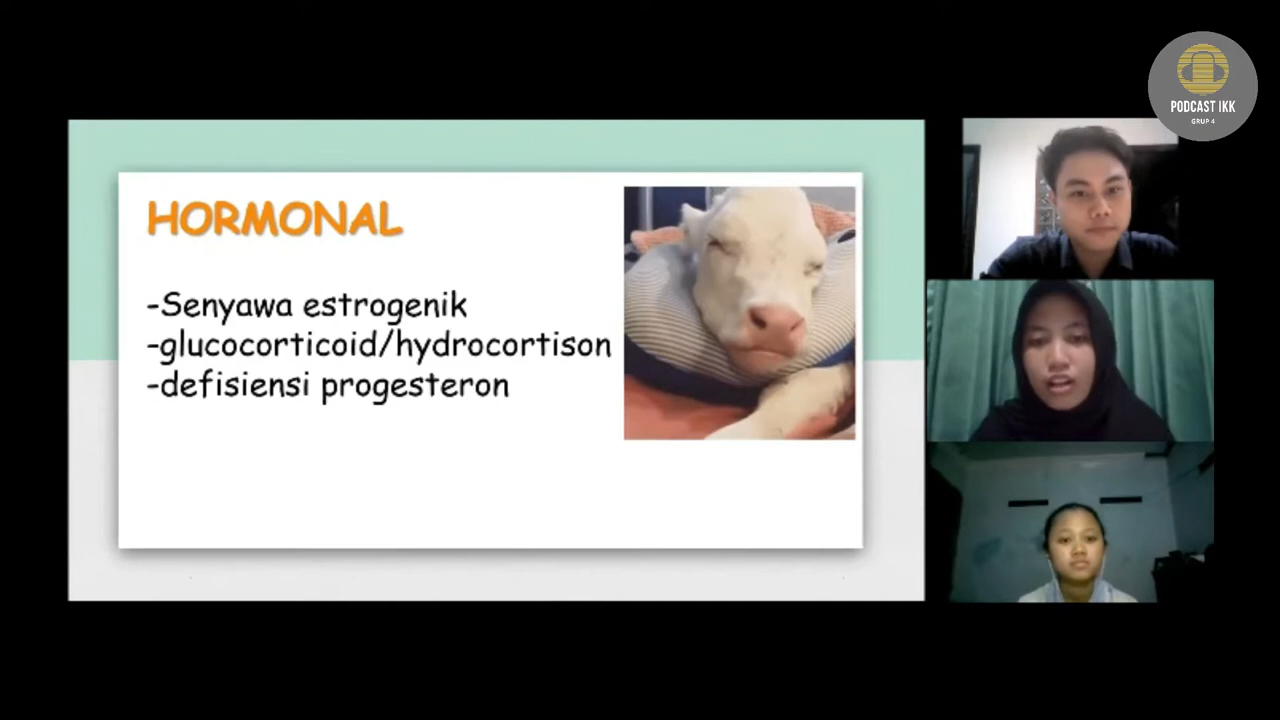 HORMONAL
-Senyawa estrogenik
-glucocorticoid/hydrocortison
-defisiensi progesteron
PODCAST IKK
GRUP 4